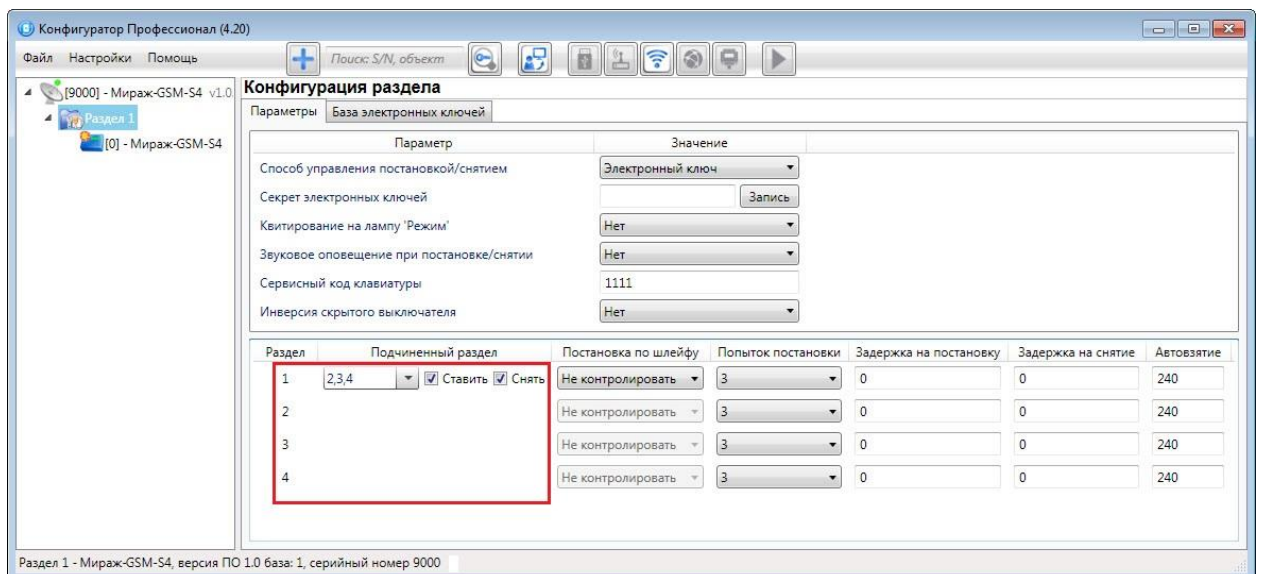 Конфигуратор Профессионал (4.20)
Файл Настройки Помощь Поиск: S/N, объект
[9000] - Мираж-GSM-S4 v1.0. Конфигурация раздела
Раздел 1 Параметры База электронных ключей
[0] - Мираж-GSM-S4 Параметр Значение
Способ управления постановкой/снятием Электронный ключ
Секрет электронных ключей Запись
Квитирование на лампу 'Режим' Нет
Звуковое оповещение при постановке/снятии Нет
Сервисный код клавиатуры 1111
Инверсия скрытого выключателя Нет
Раздел Подчиненный раздел Постановка по шлейфу Попыток постановки Задержка на постановку Задержка на снятие Автовзятие
1 2,3,4 Ставить Снять Не контролировать 3 0 0 240
2 Не контролировать 3 0 0 240
3 Не контролировать 3 0 0 240
4 Не контролировать 3 0 0 240
Раздел 1 - Мираж-GSM-S4, версия ПО 1.0 база: 1, серийный номер 9000